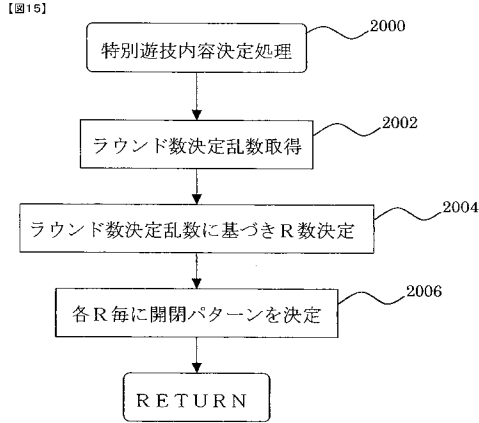 【図15】
特別遊技内容決定処理
2000
ラウンド数決定乱数取得
2002
ラウンド数決定乱数に基づきR数決定
2004
各R毎に開閉パターンを決定
2006
RETURN